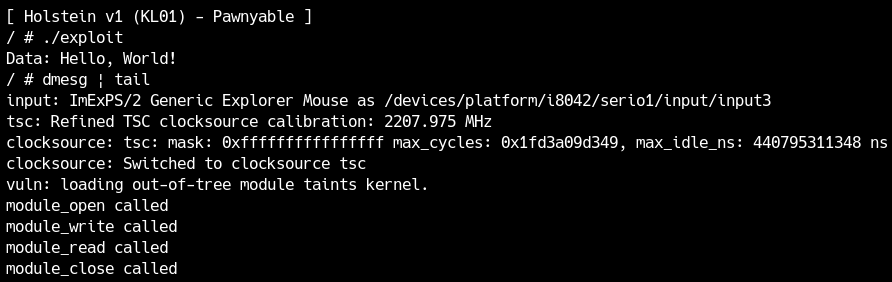 [ Holstein v1 (KL01) - Pawnyable ]
/ # ./exploit
Data: Hello, World!
/ # dmesg ¦ tail
input: ImExPS/2 Generic Explorer Mouse as /devices/platform/i8042/serio1/input/input3
tsc: Refined TSC clocksource calibration: 2207.975 MHz
clocksource: tsc: mask: 0xffffffffffffffff max_cycles: 0x1fd3a09d349, max_idle_ns: 440795311348 ns
clocksource: Switched to clocksource tsc
vuln: loading out-of-tree module taints kernel.
module_open called
module_write called
module_read called
module_close called